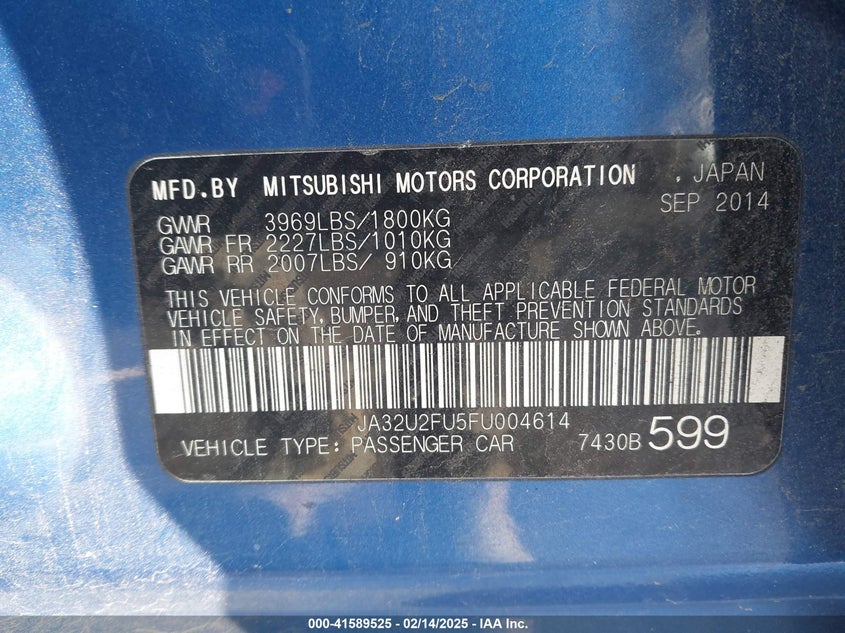 MFD.BY MITSUBISHI MOTORS CORPORATION , JAPAN
SEP 2014
GVWR 3969LBS/1800KG
GAWR FR 2227LBS/1010KG
GAWR RR 2007LBS/ 910KG
THIS VEHICLE CONFORMS TO ALL APPLICABLE FEDERAL MOTOR
VEHICLE SAFETY, BUMPER, AND THEFT PREVENTION STANDARDS
IN EFFECT ON THE DATE OF MANUFACTURE SHOWN ABOVE.
JA32U2FU5FU004614
VEHICLE TYPE: PASSENGER CAR 7430B 599
000-41589525 - 02/14/2025 - IAA Inc.